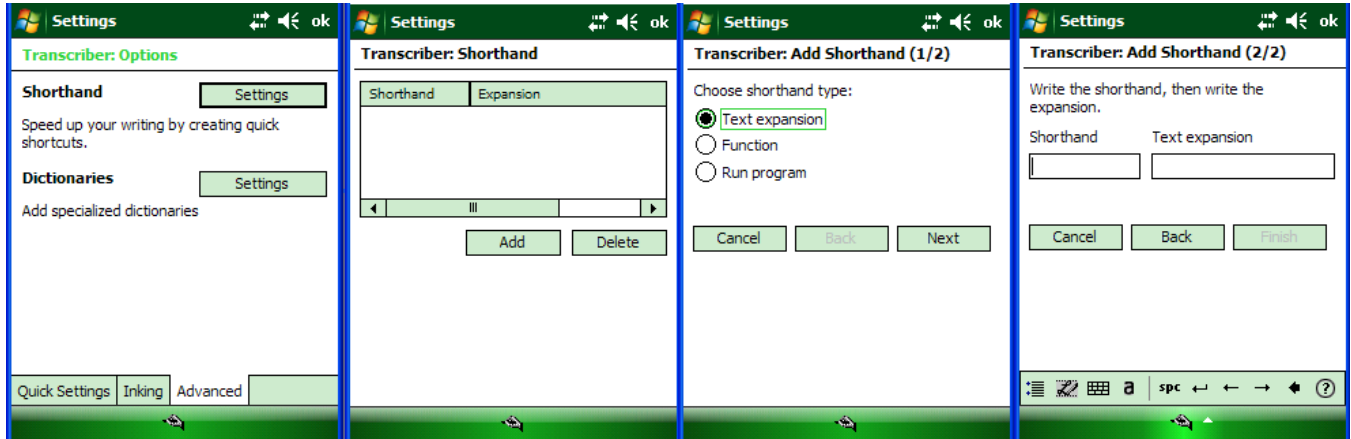 Settings ok
Transcriber: Options
Shorthand Settings
Speed up your writing by creating quick
shortcuts.
Dictionaries Settings
Add specialized dictionaries
Quick Settings Inking Advanced
Settings ok
Transcriber: Shorthand
Shorthand Expansion
Add Delete
Settings ok
Transcriber: Add Shorthand (1/2)
Choose shorthand type:
Text expansion
Function
Run program
Cancel Back Next
Settings ok
Transcriber: Add Shorthand (2/2)
Write the shorthand, then write the
expansion.
Shorthand Text expansion
Cancel Back Finish
a spc ?